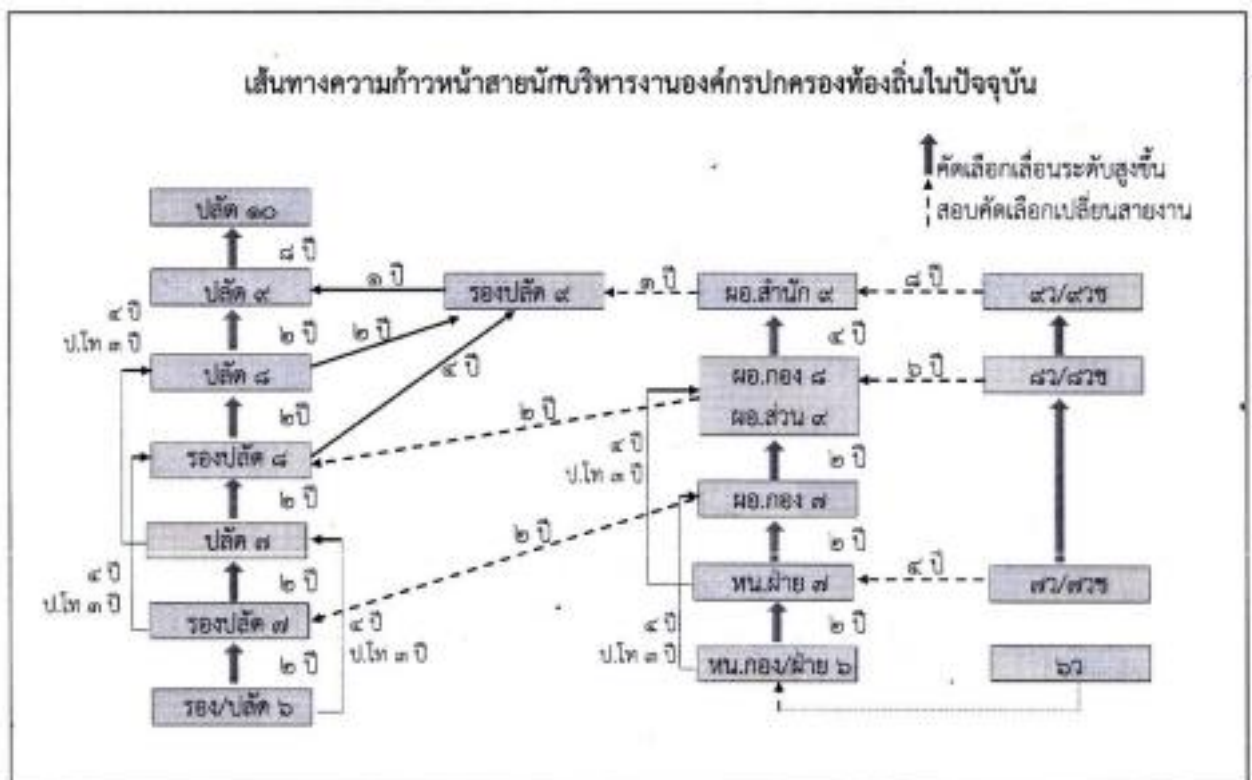 เส้นทางความก้าวหน้าสายนักบริหารงานองค์กรปกครองท้องถิ่นในปัจจุบัน
คัดเลือกเลื่อนระดับสูงขึ้น
สอบคัดเลือกเปลี่ยนสายงาน
ปลัด ๑๐
๘ ปี
ปลัด ๙
๑ ปี
รองปลัด ๙
๑ ปี
ผอ.สำนัก ๙
๘ ปี
๙ว/๙วช
๔ ปี
ป.โท ๓ ปี
๒ ปี
๒ ปี
๔ ปี
๔ ปี
ปลัด ๘
ผอ.กอง ๘
ผอ.ส่วน ๙
๖ ปี
๘ว/๘วช
๒ปี
๒ ปี
รองปลัด ๘
๔ ปี
ป.โท ๓ ปี
๒ ปี
๒ ปี
ผอ.กอง ๗
ปลัด ๗
๒ ปี
๒ ปี
๔ ปี
ป.โท ๓ ปี
๒ ปี
หน.ฝ่าย ๗
๔ ปี
๗ว/๗วช
รองปลัด ๗
๔ ปี
ป.โท ๓ ปี
๔ ปี
ป.โท ๓ ปี
๒ ปี
๒ ปี
หน.กอง/ฝ่าย ๖
๖ว
รอง/ปลัด ๖